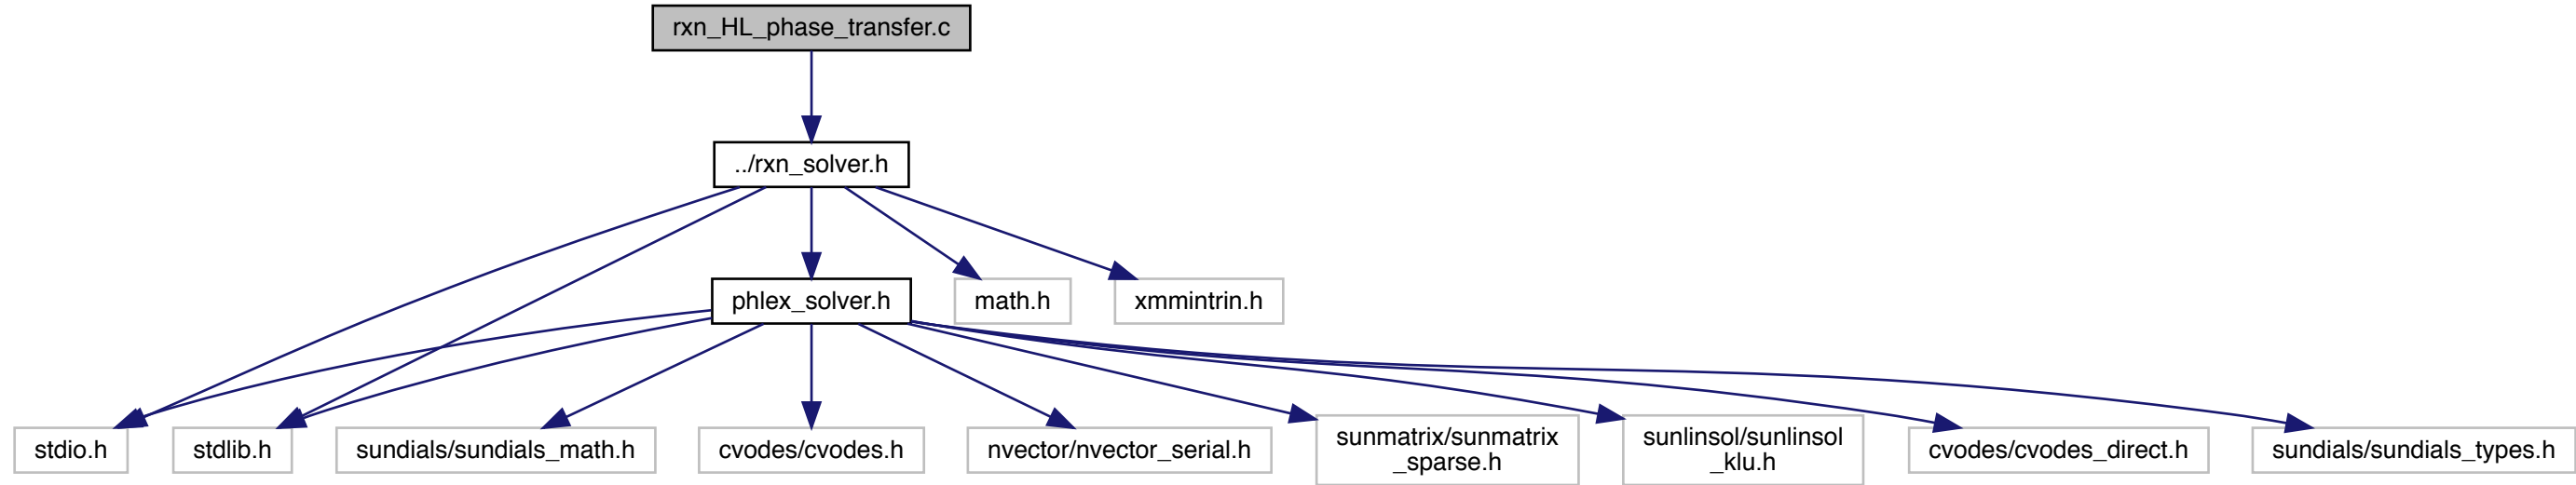 rxn_HL_phase_transfer.c
../rxn_solver.h
phlex_solver.h
math.h
xmmintrin.h
stdio.h
stdlib.h
sundials/sundials_math.h
cvodes/cvodes.h
nvector/nvector_serial.h
sunmatrix/sunmatrix
_sparse.h
sunlinsol/sunlinsol
_klu.h
cvodes/cvodes_direct.h
sundials/sundials_types.h